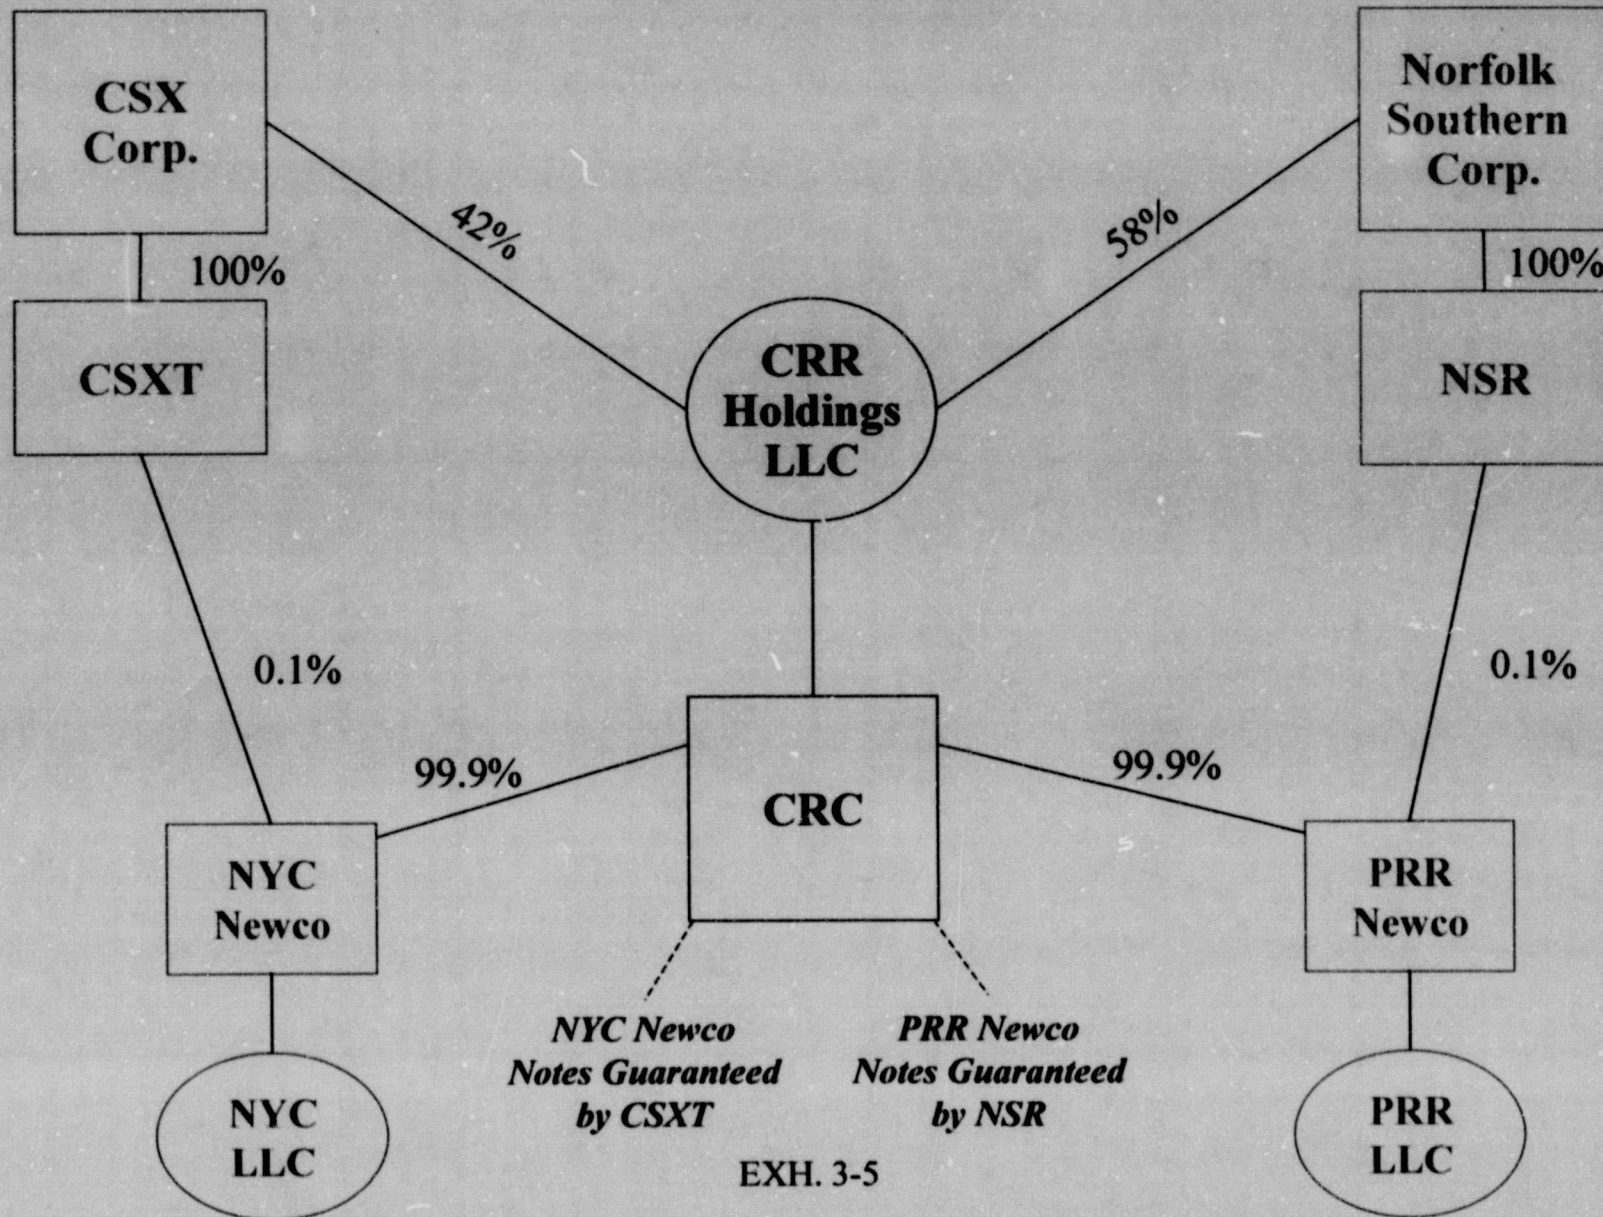 CSX
Corp.
Norfolk
Southern
Corp.
42%
58%
100%
100%
CSXT
CRR
Holdings
LLC
NSR
0.1%
0.1%
99.9%
99.9%
CRC
NYC
Newco
PRR
Newco
NYC Newco
Notes Guaranteed
by CSXT
PRR Newco
Notes Guaranteed
by NSR
NYC
LLC
PRR
LLC
EXH. 3-5